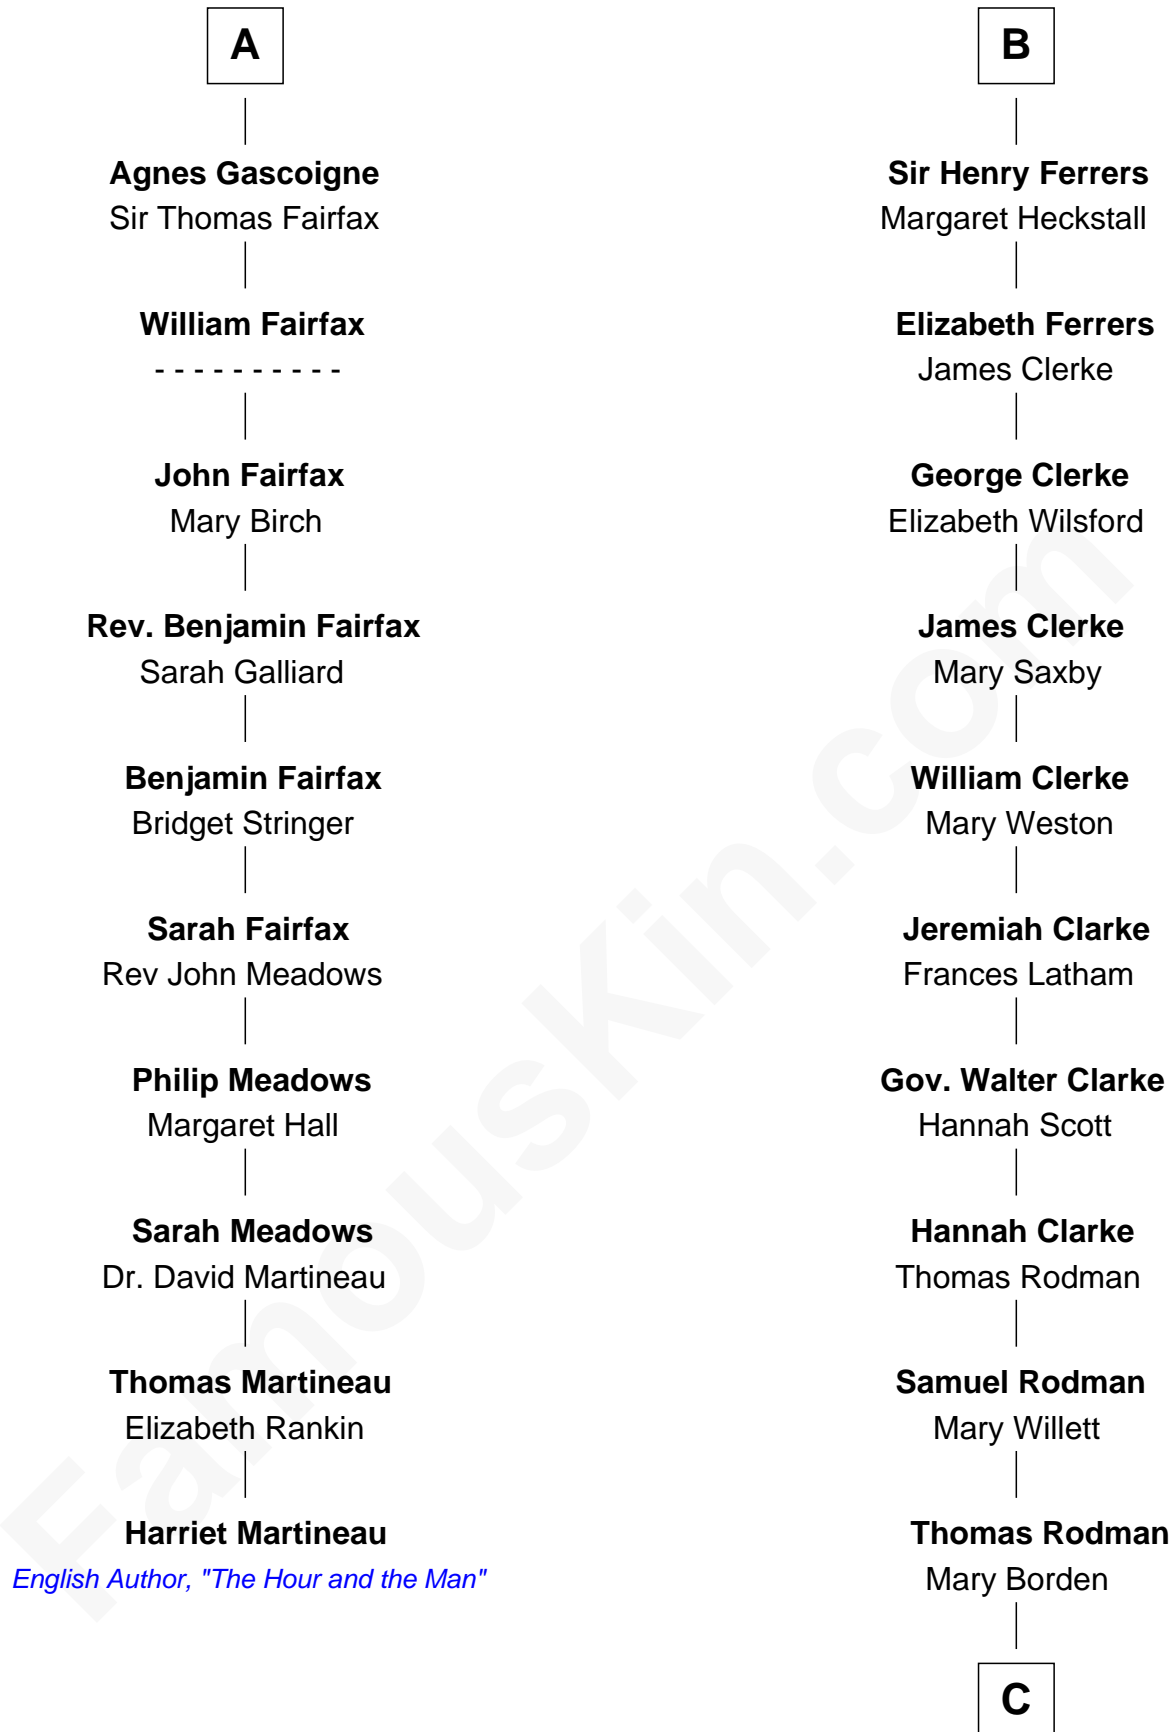 A
Agnes Gascoigne
Sir Thomas Fairfax
William Fairfax
- - - - - - - - - -
John Fairfax
Mary Birch
Rev. Benjamin Fairfax
Sarah Galliard
Benjamin Fairfax
Bridget Stringer
Sarah Fairfax
Rev John Meadows
Philip Meadows
Margaret Hall
Sarah Meadows
Dr. David Martineau
Thomas Martineau
Elizabeth Rankin
Harriet Martineau
English Author, "The Hour and the Man"
B
Sir Henry Ferrers
Margaret Heckstall
Elizabeth Ferrers
James Clerke
George Clerke
Elizabeth Wilsford
James Clerke
Mary Saxby
William Clerke
Mary Weston
Jeremiah Clarke
Frances Latham
Gov. Walter Clarke
Hannah Scott
Hannah Clarke
Thomas Rodman
Samuel Rodman
Mary Willett
Thomas Rodman
Mary Borden
C
FamousKin.com